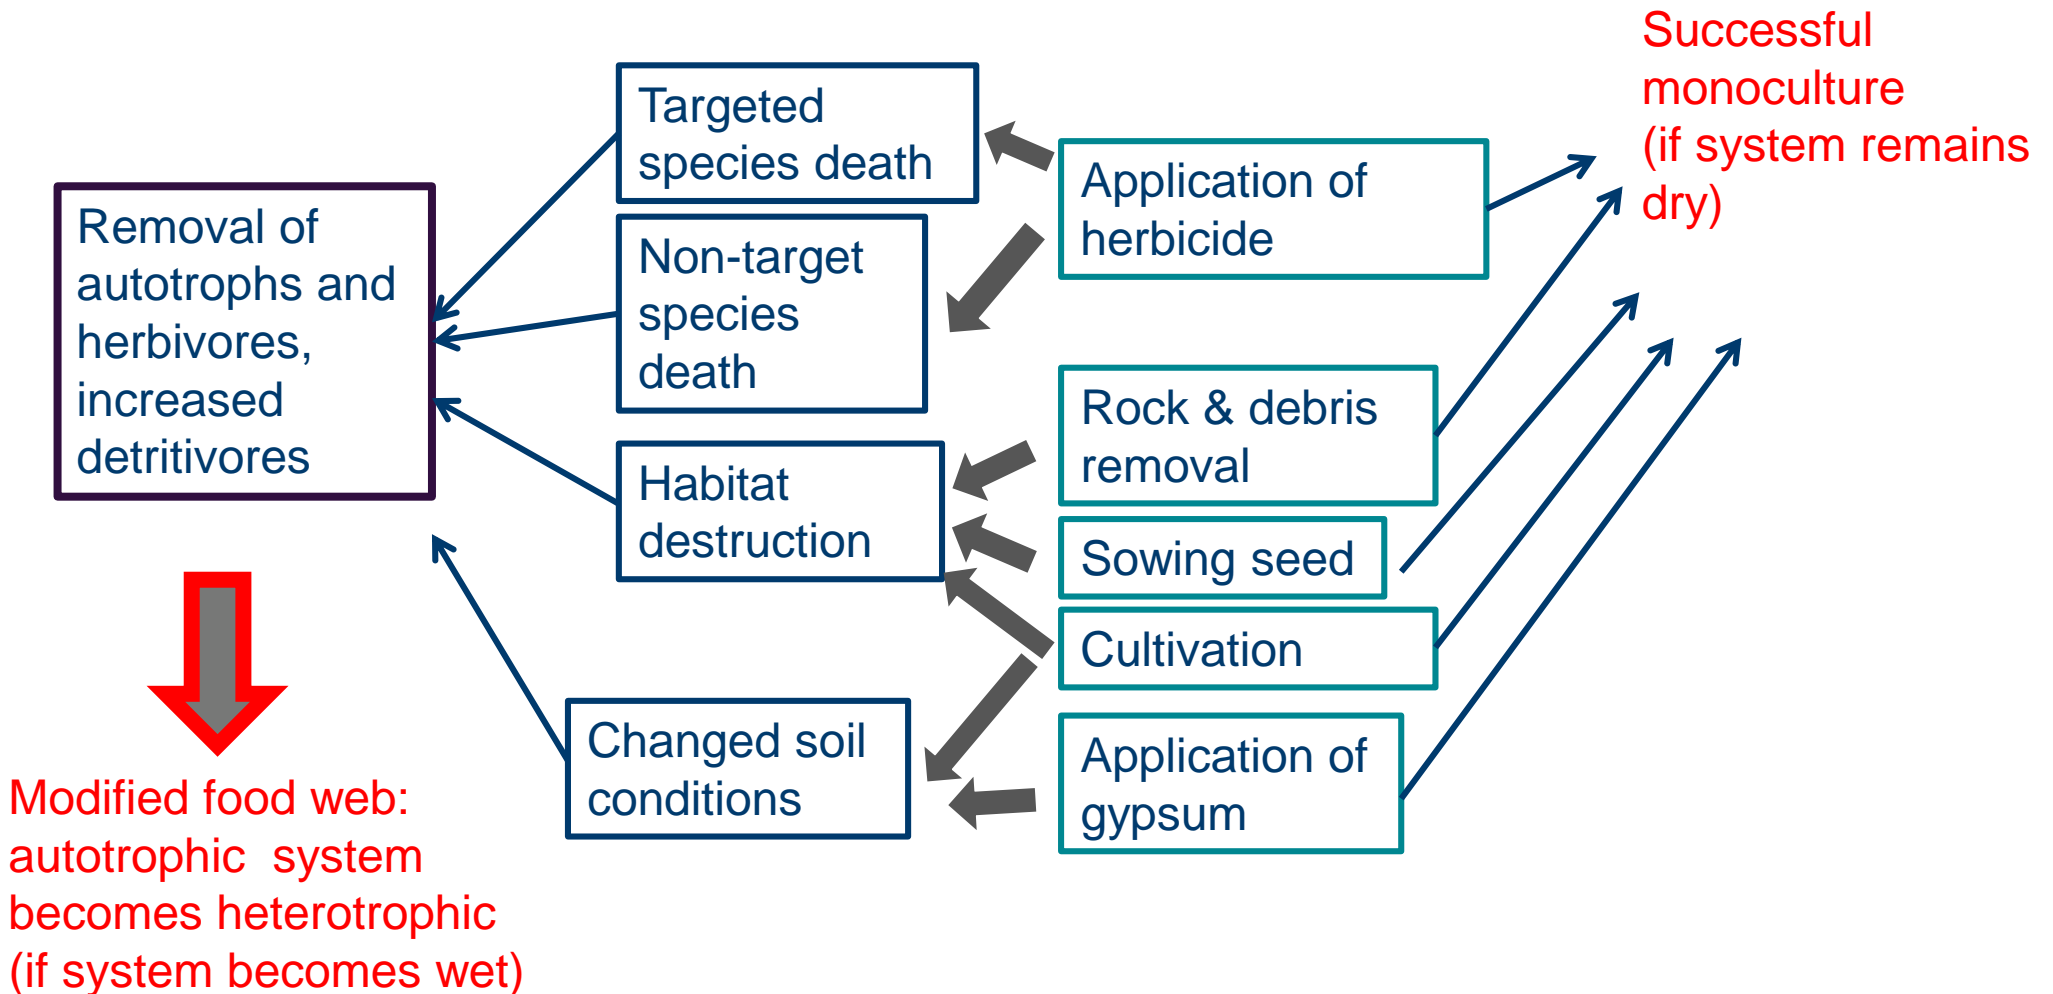 Successful
monoculture
(if system remains
dry)
Targeted
species death
Application of
herbicide
Removal of
autotrophs and
herbivores,
increased
detritivores
Non-target
species
death
Rock & debris
removal
Habitat
destruction
Sowing seed
Cultivation
Changed soil
conditions
Application of
gypsum
Modified food web:
autotrophic system
becomes heterotrophic
(if system becomes wet)